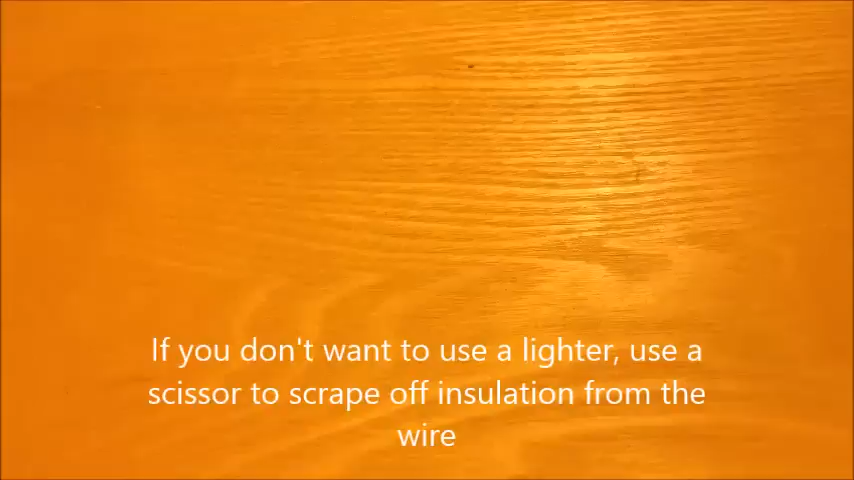 If you don't want to use a lighter, use a
scissor to scrape off insulation from the
wire